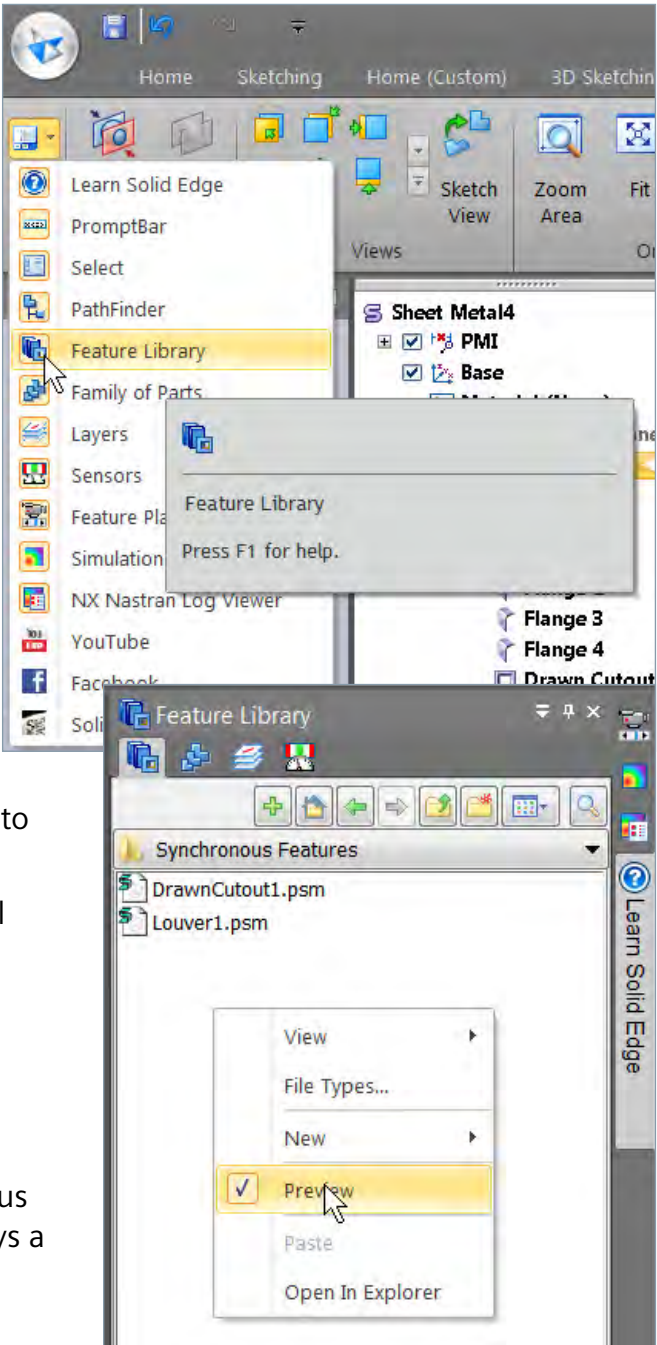 Home Sketching Home (Custom) 3D Sketchin
Sketch View
Zoom Area
Fit
Views
Or
Learn Solid Edge
PromptBar
Select
PathFinder
Feature Library
Family of Parts
Layers
Sensors
Feature Pla
Simulation
NX Nastran Log Viewer
YouTube
Facebook
Soli
Sheet Metal4
PMI
Base
Feature Library
Press F1 for help.
Flange 3
Flange 4
Drawn Cutout
Feature Library
Synchronous Features
DrawnCutout1.psm
Louver1.psm
Learn Solid Edge
View
File Types...
New
Preview
Paste
Open In Explorer
to
us
ys a